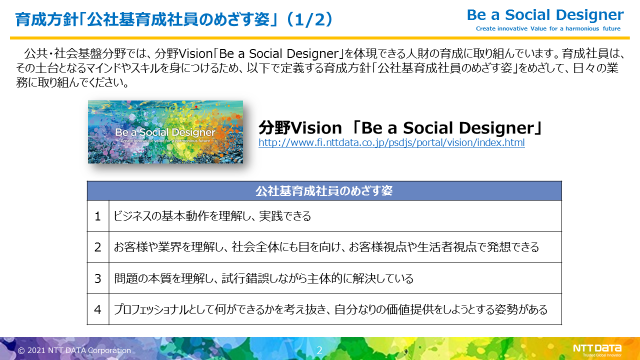 育成方針「公社基育成社員のめざす姿」（1/2）
Be a Social Designer
Create innovative Value for a harmonious future
公共・社会基盤分野では、分野Vision「Be a Social Designer」を体現できる人財の育成に取り組んでいます。育成社員は、
その土台となるマインドやスキルを身につけるため、以下で定義する育成方針「公社基育成社員のめざす姿」をめざして、日々の業
務に取り組んでください。
Be a Social Designer
分野Vision 「Be a Social Designer」
http://www.fi.nttdata.co.jp/psdjs/portal/vision/index.html
公社基育成社員のめざす姿
1 ビジネスの基本動作を理解し、実践できる
2 お客様や業界を理解し、社会全体にも目を向け、お客様視点や生活者視点で発想できる
3 問題の本質を理解し、試行錯誤しながら主体的に解決している
4 プロフェッショナルとして何ができるかを考え抜き、自分なりの価値提供をしようとする姿勢がある
© 2021 NTT DATA Corporation
2
NTT DATA